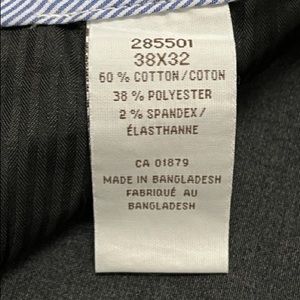 285501
38X32
60 % COTTON/COTON
38 % POLYESTER
2 % SPANDEX/
ÉLASTHANNE
CA 01879
MADE IN BANGLADESH
FABRIQUÉ AU
BANGLADESH